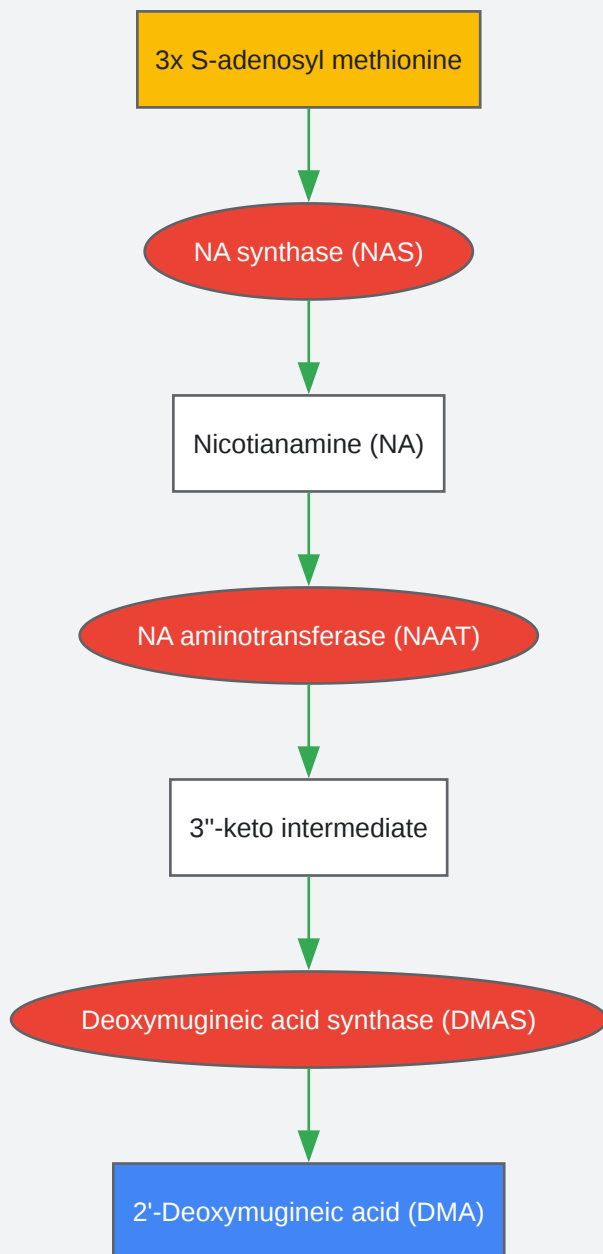 3x S-adenosyl methionine
NA synthase (NAS)
Nicotianamine (NA)
NA aminotransferase (NAAT)
3"-keto intermediate
Deoxymugineic acid synthase (DMAS)
2'-Deoxymugineic acid (DMA)